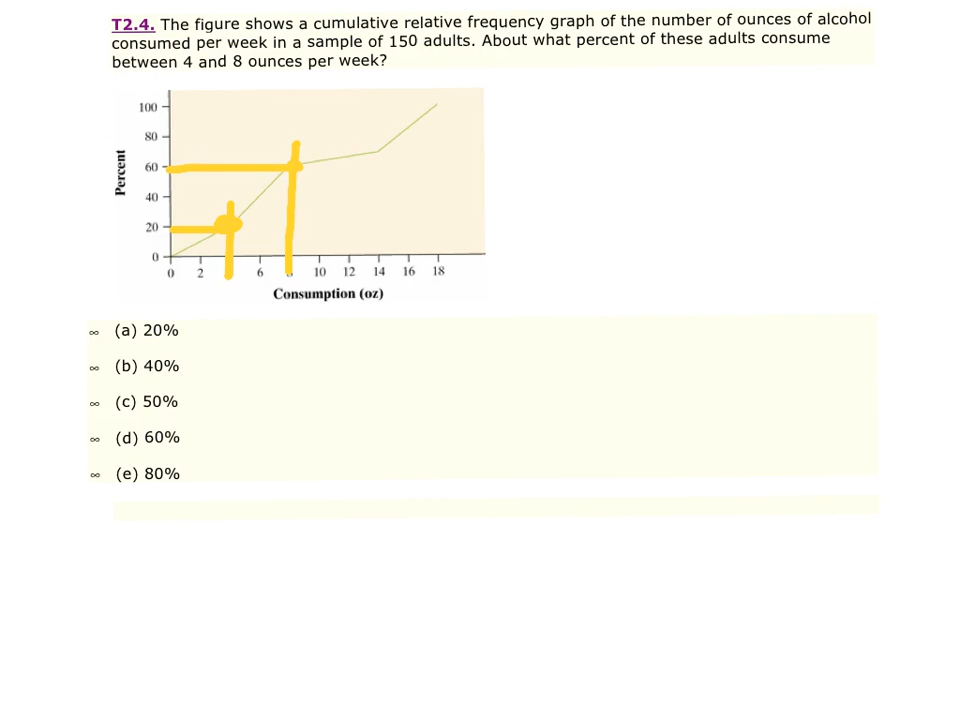 T2.4. The figure shows a cumulative relative frequency graph of the number of ounces of alcohol
consumed per week in a sample of 150 adults. About what percent of these adults consume
between 4 and 8 ounces per week?
100
80
60
40
20
0
Percent
0 2 6 10 12 14 16 18
Consumption (oz)
∞ (a) 20%
∞ (b) 40%
∞ (c) 50%
∞ (d) 60%
∞ (e) 80%